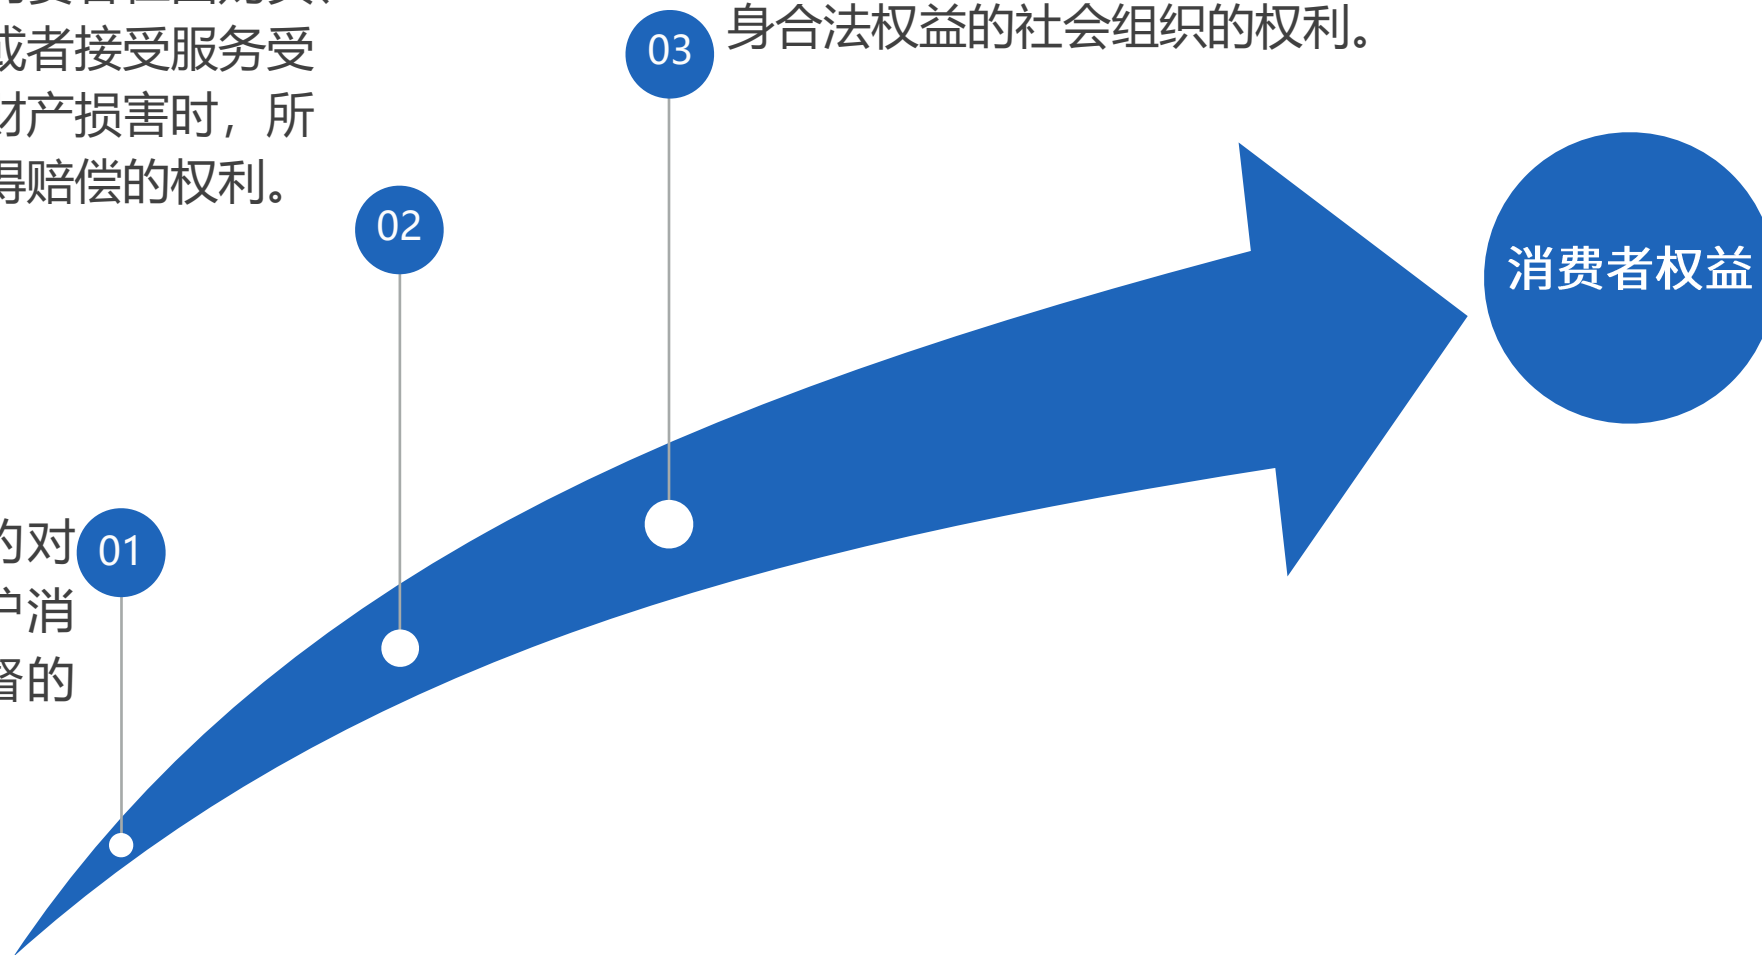 身合法权益的社会组织的权利。
03
或者接受服务受
财产损害时，所
得赔偿的权利。
02
消费者权益
的对
01
户消
督的